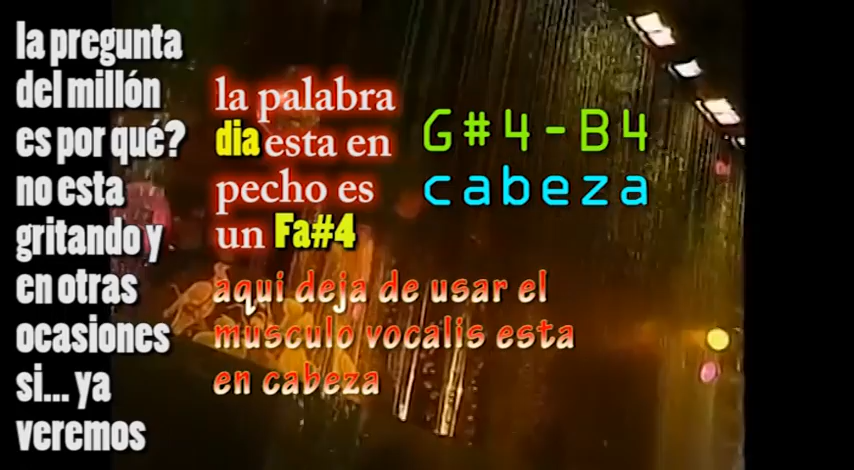 la pregunta
del millón
es por qué?
no esta
gritando y
en otras
ocasiones
si... ya
veremos
la palabra
dia esta en
pecho es
un Fa#4
G#4-B4
cabeza
aqui deja de usar el
musculo vocalis esta
en cabeza